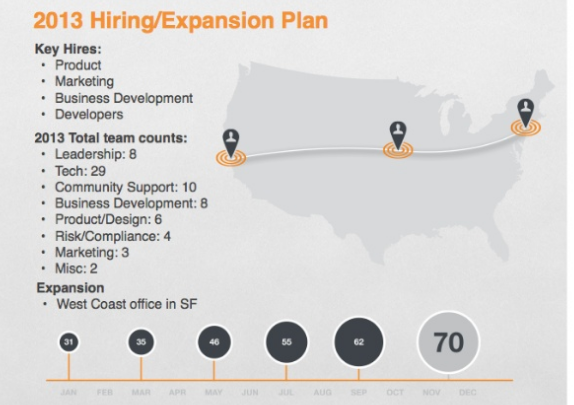 2013 Hiring/Expansion Plan
Key Hires:
• Product
• Marketing
• Business Development
• Developers
2013 Total team counts:
• Leadership: 8
• Tech: 29
• Community Support: 10
• Business Development: 8
• Product/Design: 6
• Risk/Compliance: 4
• Marketing: 3
• Misc: 2
Expansion
• West Coast office in SF
31 35 46 55 62 70
JAN FEB MAR APR MAY JUN JUL AUG SEP OCT NOV DEC